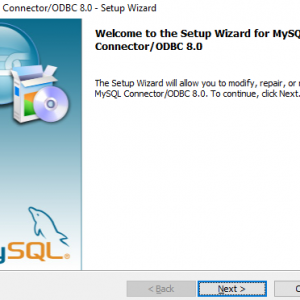 Connector/ODBC 8.0 - Setup Wizard
Welcome to the Setup Wizard for MySQ
Connector/ODBC 8.0
The Setup Wizard will allow you to modify, repair, or r
MySQL Connector/ODBC 8.0. To continue, click Next.
ySQL®
< Back
Next >
C